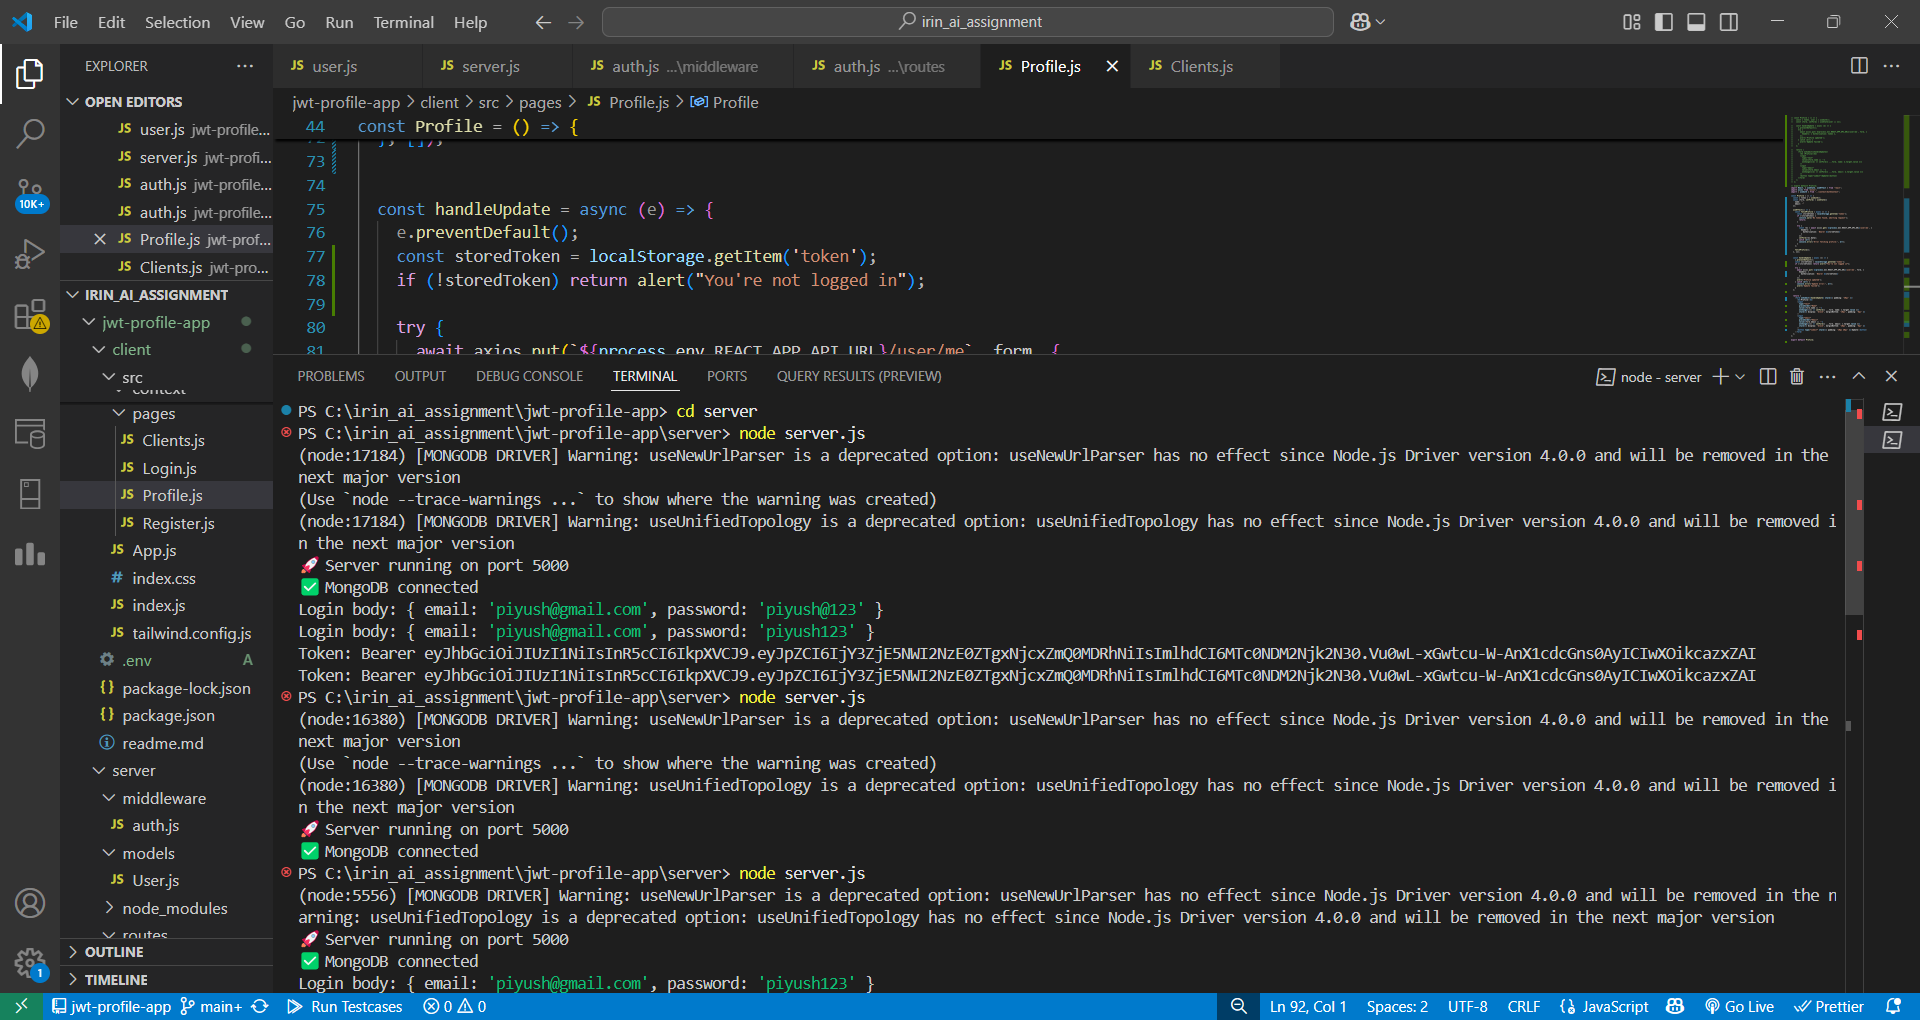 File Edit Selection View Go Run Terminal Help
irin_ai_assignment
EXPLORER
OPEN EDITORS
JS user.js jwt-profile...
JS server.js jwt-profi...
JS auth.js jwt-profile...
JS auth.js jwt-profile...
JS Profile.js jwt-prof...
JS Clients.js jwt-pro...
IRIN_AI_ASSIGNMENT
jwt-profile-app
client
src
context
pages
JS Clients.js
JS Login.js
JS Profile.js
JS Register.js
JS App.js
# index.css
JS index.js
JS tailwind.config.js
.env A
{} package-lock.json
{} package.json
readme.md
server
middleware
JS auth.js
models
JS User.js
node_modules
routes
OUTLINE
TIMELINE
10K+
1
JS user.js
JS server.js
JS auth.js ...\middleware
JS auth.js ...\routes
JS Profile.js
JS Clients.js
jwt-profile-app > client > src > pages > JS Profile.js > Profile
44 const Profile = () => {
72 }, []);
73
74
75 const handleUpdate = async (e) => {
76 e.preventDefault();
77 const storedToken = localStorage.getItem('token');
78 if (!storedToken) return alert("You're not logged in");
79
80 try {
81 await axios.put(`${process.env.REACT_APP_API_URL}/user/me`, form, {
PROBLEMS OUTPUT DEBUG CONSOLE TERMINAL PORTS QUERY RESULTS (PREVIEW)
node - server
PS C:\irin_ai_assignment\jwt-profile-app> cd server
PS C:\irin_ai_assignment\jwt-profile-app\server> node server.js
(node:17184) [MONGODB DRIVER] Warning: useNewUrlParser is a deprecated option: useNewUrlParser has no effect since Node.js Driver version 4.0.0 and will be removed in the
next major version
(Use `node --trace-warnings ...` to show where the warning was created)
(node:17184) [MONGODB DRIVER] Warning: useUnifiedTopology is a deprecated option: useUnifiedTopology has no effect since Node.js Driver version 4.0.0 and will be removed i
n the next major version
🚀 Server running on port 5000
✅ MongoDB connected
Login body: { email: 'piyush@gmail.com', password: 'piyush@123' }
Login body: { email: 'piyush@gmail.com', password: 'piyush123' }
Token: Bearer eyJhbGciOiJIUzI1NiIsInR5cCI6IkpXVCJ9.eyJpZCI6IjY3ZjE5NWI2NzE0ZTgxNjcxZmQ0MDRhNiIsImlhdCI6MTc0NDM2Njk2N30.Vu0wL-xGwtcu-W-AnX1cdcGns0AyICIwXOikcazxZAI
Token: Bearer eyJhbGciOiJIUzI1NiIsInR5cCI6IkpXVCJ9.eyJpZCI6IjY3ZjE5NWI2NzE0ZTgxNjcxZmQ0MDRhNiIsImlhdCI6MTc0NDM2Njk2N30.Vu0wL-xGwtcu-W-AnX1cdcGns0AyICIwXOikcazxZAI
PS C:\irin_ai_assignment\jwt-profile-app\server> node server.js
(node:16380) [MONGODB DRIVER] Warning: useNewUrlParser is a deprecated option: useNewUrlParser has no effect since Node.js Driver version 4.0.0 and will be removed in the
next major version
(Use `node --trace-warnings ...` to show where the warning was created)
(node:16380) [MONGODB DRIVER] Warning: useUnifiedTopology is a deprecated option: useUnifiedTopology has no effect since Node.js Driver version 4.0.0 and will be removed i
n the next major version
🚀 Server running on port 5000
✅ MongoDB connected
PS C:\irin_ai_assignment\jwt-profile-app\server> node server.js
(node:5556) [MONGODB DRIVER] Warning: useNewUrlParser is a deprecated option: useNewUrlParser has no effect since Node.js Driver version 4.0.0 and will be removed in the n
arning: useUnifiedTopology is a deprecated option: useUnifiedTopology has no effect since Node.js Driver version 4.0.0 and will be removed in the next major version
🚀 Server running on port 5000
✅ MongoDB connected
Login body: { email: 'piyush@gmail.com', password: 'piyush123' }
jwt-profile-app main+ Run Testcases 0 0 Ln 92, Col 1 Spaces: 2 UTF-8 CRLF {} JavaScript Go Live Prettier